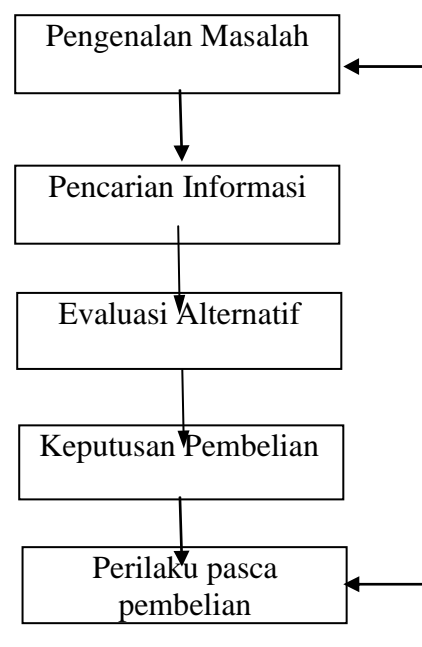 Pengenalan Masalah
Pencarian Informasi
Evaluasi Alternatif
Keputusan Pembelian
Perilaku pasca
pembelian